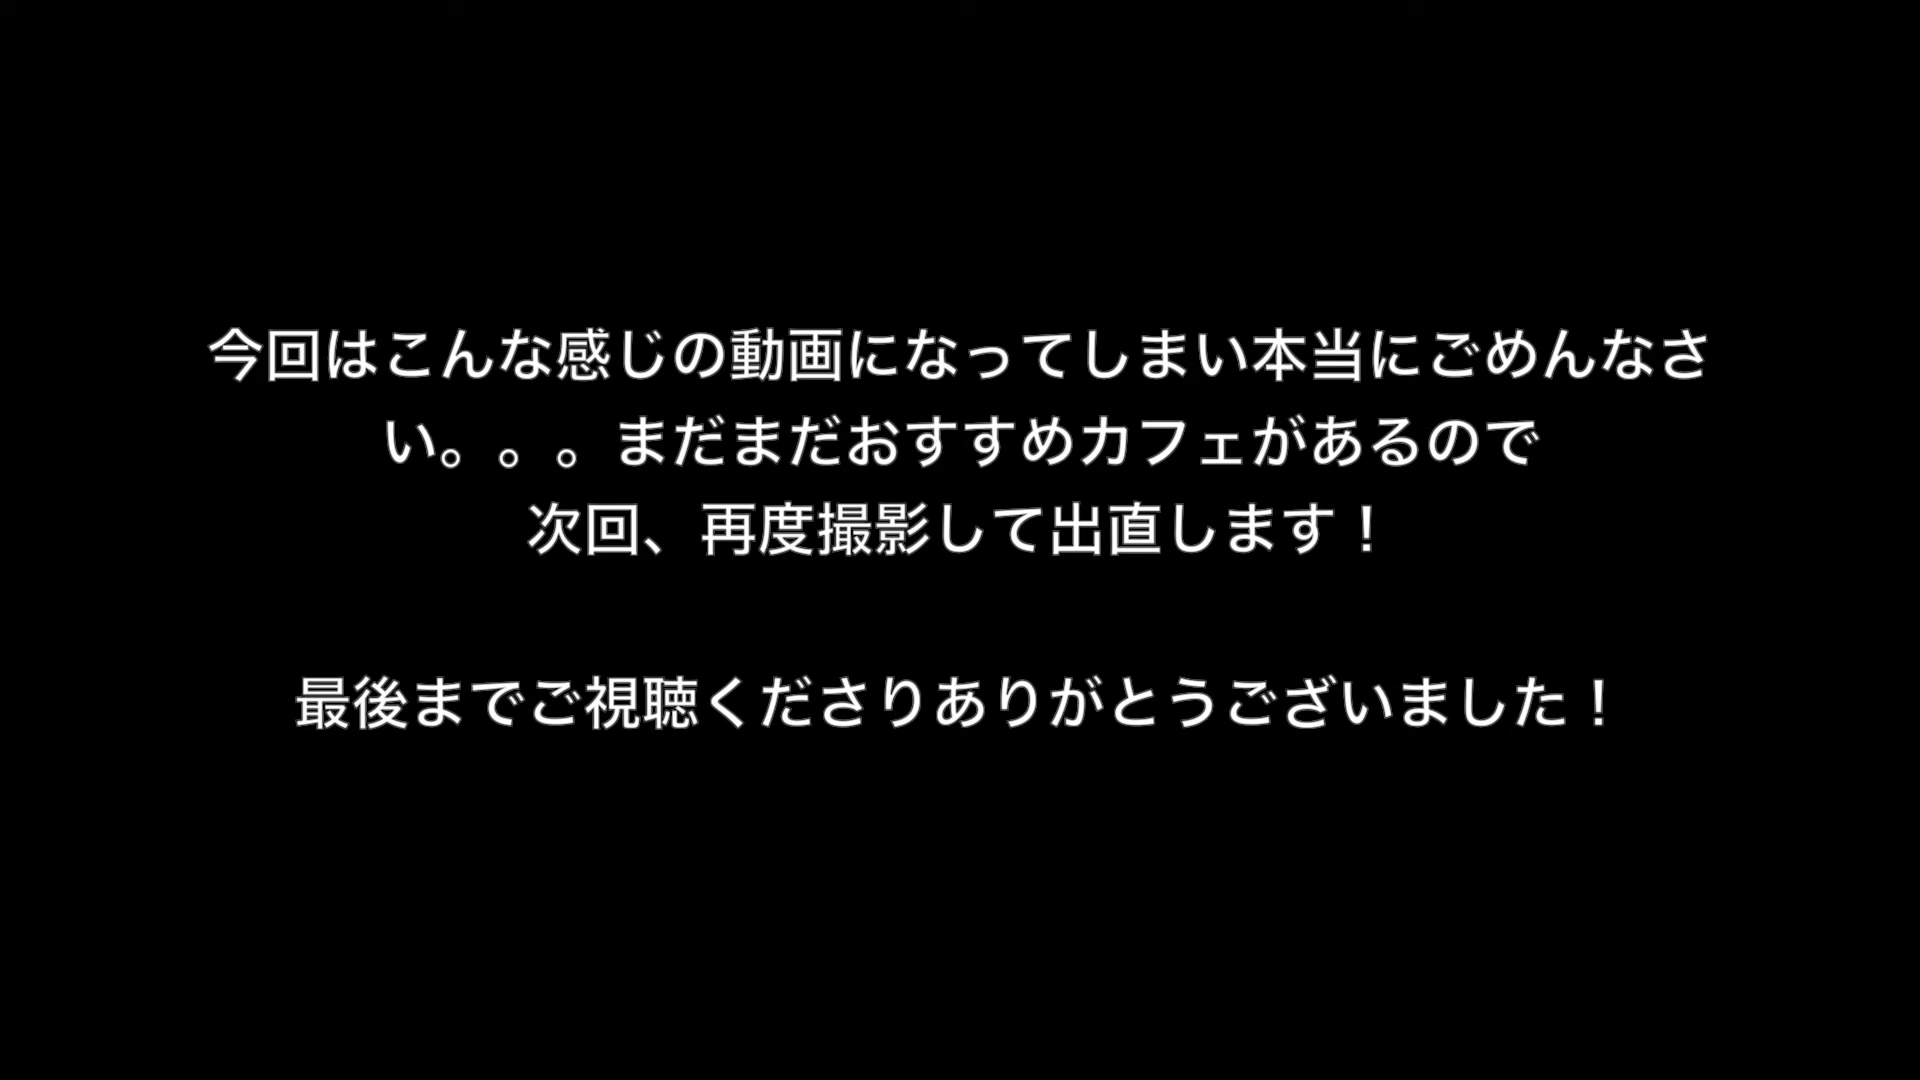 今回はこんな感じの動画になってしまい本当にごめんなさ
い。。。まだまだおすすめカフェがあるので
次回、再度撮影して出直します！
最後までご視聴くださりありがとうございました！